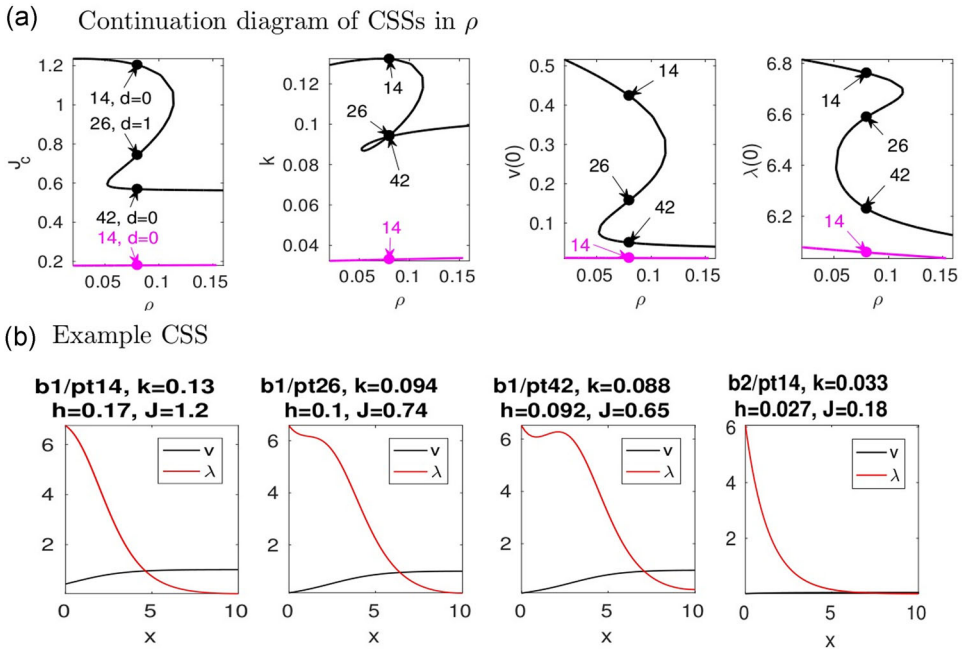 (a) Continuation diagram of CSSs in ρ
1.2
1
0.8
0.6
0.4
0.2
J_c
14, d=0
26, d=1
42, d=0
14, d=0
0.05 0.1 0.15
ρ
0.12
0.1
0.08
0.06
0.04
k
14
26
42
14
0.05 0.1 0.15
ρ
0.5
0.4
0.3
0.2
0.1
v(0)
14
26
42
14
0.05 0.1 0.15
ρ
6.8
6.6
6.4
6.2
λ(0)
14
26
42
14
0.05 0.1 0.15
ρ
(b) Example CSS
b1/pt14, k=0.13
h=0.17, J=1.2
v
λ
6
4
2
0 5 10
x
b1/pt26, k=0.094
h=0.1, J=0.74
v
λ
6
4
2
0 5 10
x
b1/pt42, k=0.088
h=0.092, J=0.65
v
λ
6
4
2
0 5 10
x
b2/pt14, k=0.033
h=0.027, J=0.18
v
λ
6
4
2
0 5 10
x